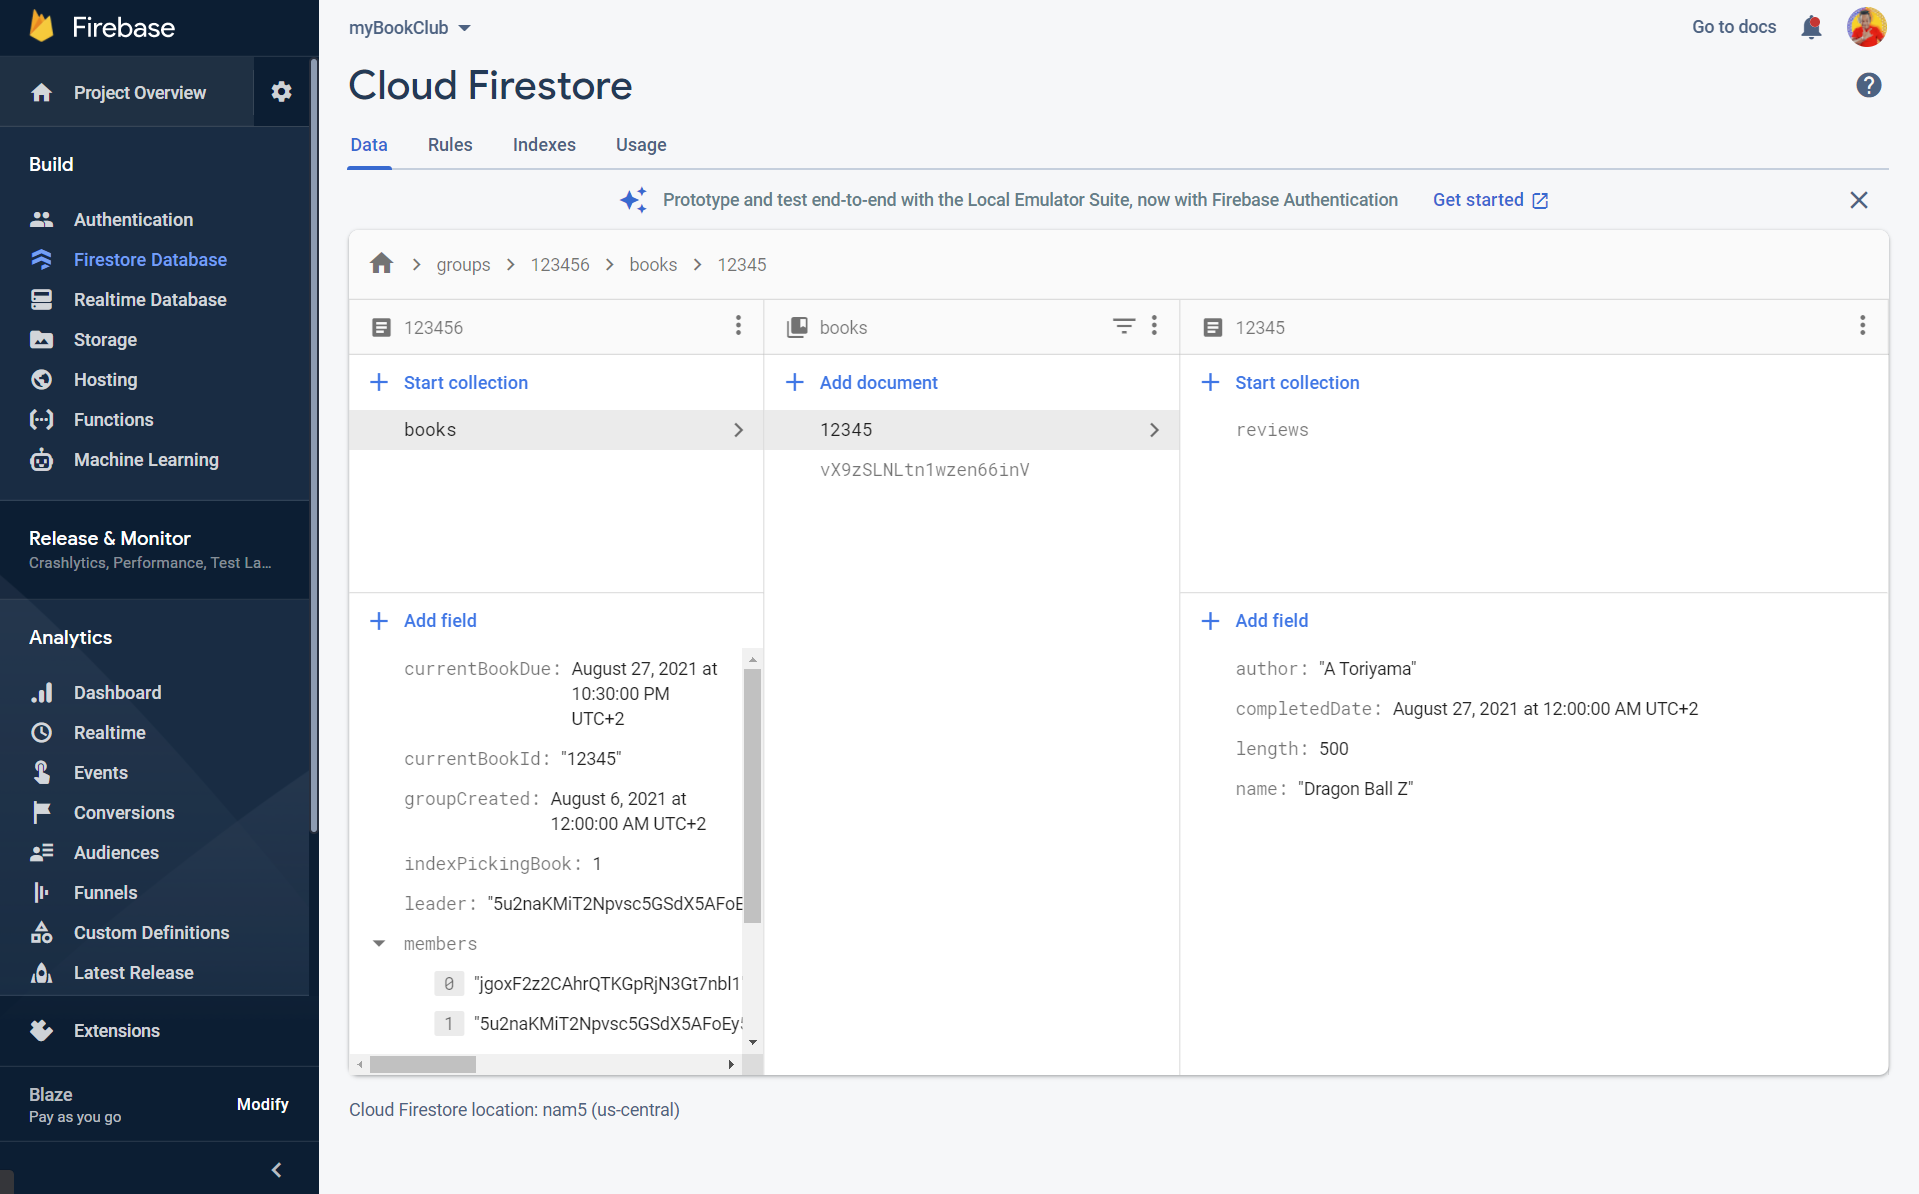 Firebase
Project Overview
Build
Authentication
Firestore Database
Realtime Database
Storage
Hosting
Functions
Machine Learning
Release & Monitor
Crashlytics, Performance, Test La...
Analytics
Dashboard
Realtime
Events
Conversions
Audiences
Funnels
Custom Definitions
Latest Release
Extensions
Blaze
Pay as you go
Modify
myBookClub
Go to docs
Cloud Firestore
Data Rules Indexes Usage
Prototype and test end-to-end with the Local Emulator Suite, now with Firebase Authentication Get started
groups 123456 books 12345
123456
Start collection
books
Add field
currentBookDue: August 27, 2021 at
10:30:00 PM
UTC+2
currentBookId: "12345"
groupCreated: August 6, 2021 at
12:00:00 AM UTC+2
indexPickingBook: 1
leader: "5u2naKMiT2Npvsc5GSdX5AFoE
members
0 "jgoxF2z2CAhrQTKGpRjN3Gt7nbl1"
1 "5u2naKMiT2Npvsc5GSdX5AFoEy5
books
Add document
12345
vX9zSLNLtn1wzen66inV
12345
Start collection
reviews
Add field
author: "A Toriyama"
completedDate: August 27, 2021 at 12:00:00 AM UTC+2
length: 500
name: "Dragon Ball Z"
Cloud Firestore location: nam5 (us-central)